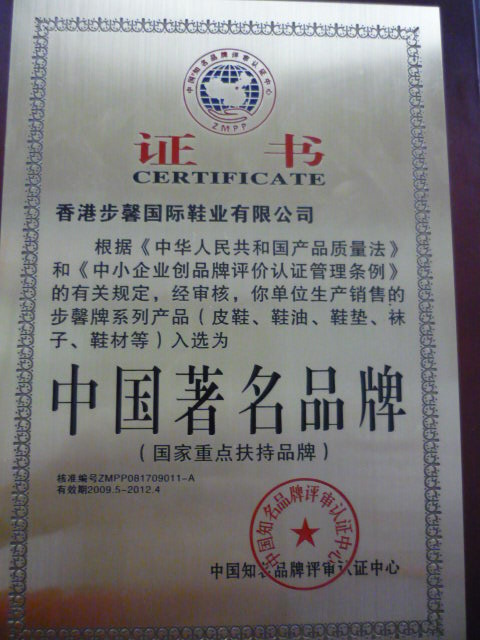 中国知名品牌评审认证中心
ZMPP
证 书
CERTIFICATE
香港步馨国际鞋业有限公司
根据《中华人民共和国产品质量法》
和《中小企业创品牌评价认证管理条例》
的有关规定，经审核，你单位生产销售的
步馨牌系列产品（皮鞋、鞋油、鞋垫、袜
子、鞋材等）入选为
中国著名品牌
（国家重点扶持品牌）
核准编号ZMPP081709011-A
有效期2009.5-2012.4
中国知名品牌评审认证中心
中国知名品牌评审认证中心